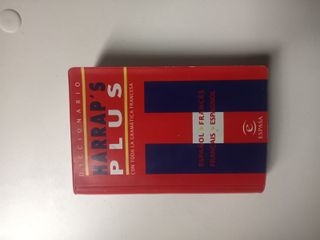 DICCIONARIO
HARRAP'S
PLUS
CON TODA LA GRAMÁTICA FRANCESA
ESPAÑOL-FRANCÉS
FRANÇAIS-ESPAGNOL
ESPASA